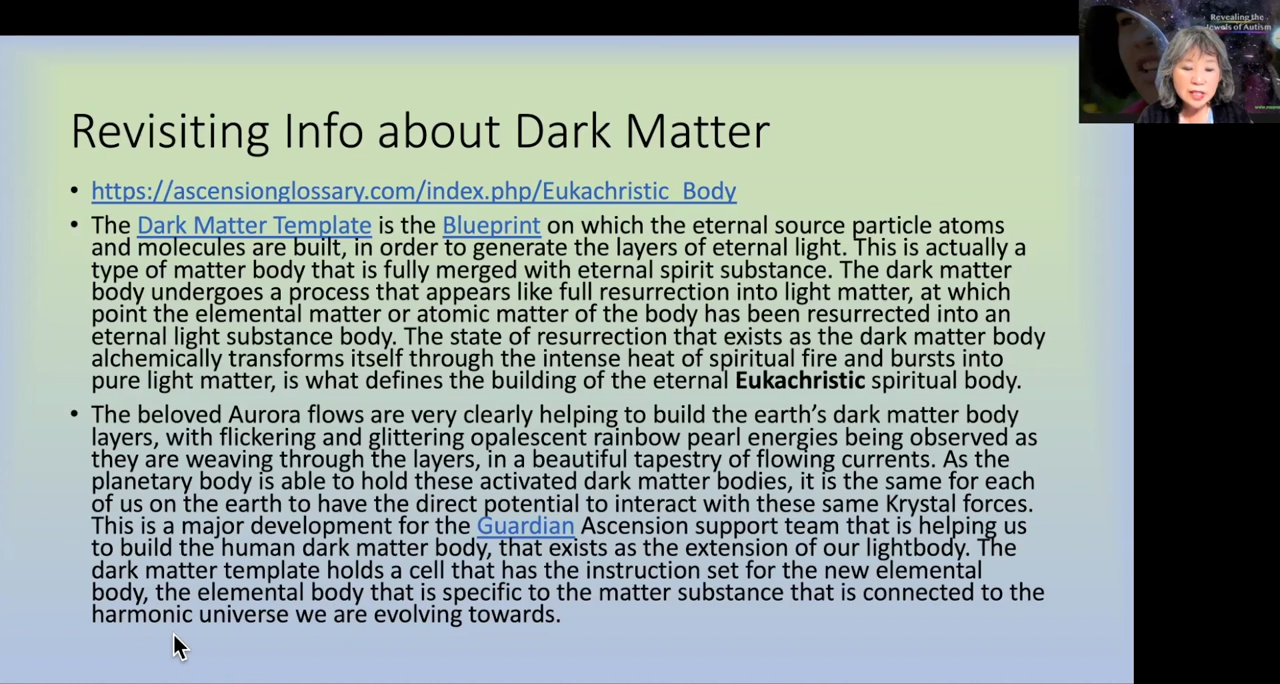 Revealing the
Jewels of Autism
Revisiting Info about Dark Matter
• https://ascensionglossary.com/index.php/Eukachristic_Body
• The Dark Matter Template is the Blueprint on which the eternal source particle atoms
and molecules are built, in order to generate the layers of eternal light. This is actually a
type of matter body that is fully merged with eternal spirit substance. The dark matter
body undergoes a process that appears like full resurrection into light matter, at which
point the elemental matter or atomic matter of the body has been resurrected into an
eternal light substance body. The state of resurrection that exists as the dark matter body
alchemically transforms itself through the intense heat of spiritual fire and bursts into
pure light matter, is what defines the building of the eternal Eukachristic spiritual body.
• The beloved Aurora flows are very clearly helping to build the earth’s dark matter body
layers, with flickering and glittering opalescent rainbow pearl energies being observed as
they are weaving through the layers, in a beautiful tapestry of flowing currents. As the
planetary body is able to hold these activated dark matter bodies, it is the same for each
of us on the earth to have the direct potential to interact with these same Krystal forces.
This is a major development for the Guardian Ascension support team that is helping us
to build the human dark matter body, that exists as the extension of our lightbody. The
dark matter template holds a cell that has the instruction set for the new elemental
body, the elemental body that is specific to the matter substance that is connected to the
harmonic universe we are evolving towards.